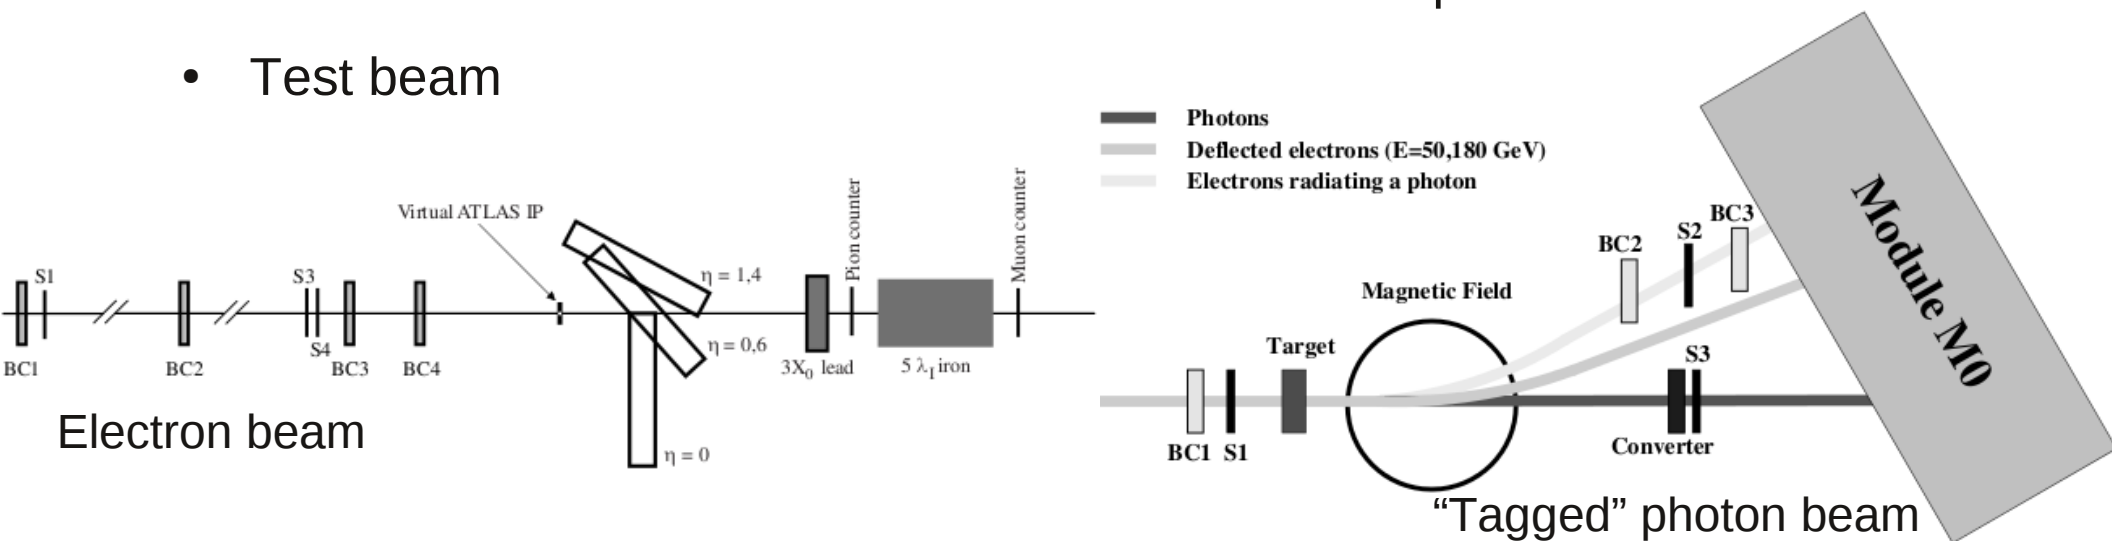 • Test beam
Virtual ATLAS IP
S1
S3
S4
BC1
BC2
BC3
BC4
η = 1,4
η = 0,6
η = 0
3X0 lead
Pion counter
5 λI iron
Muon counter
Electron beam
Photons
Deflected electrons (E=50,180 GeV)
Electrons radiating a photon
BC2
S2
BC3
Magnetic Field
Target
S3
BC1
S1
Converter
Module M0
“Tagged” photon beam